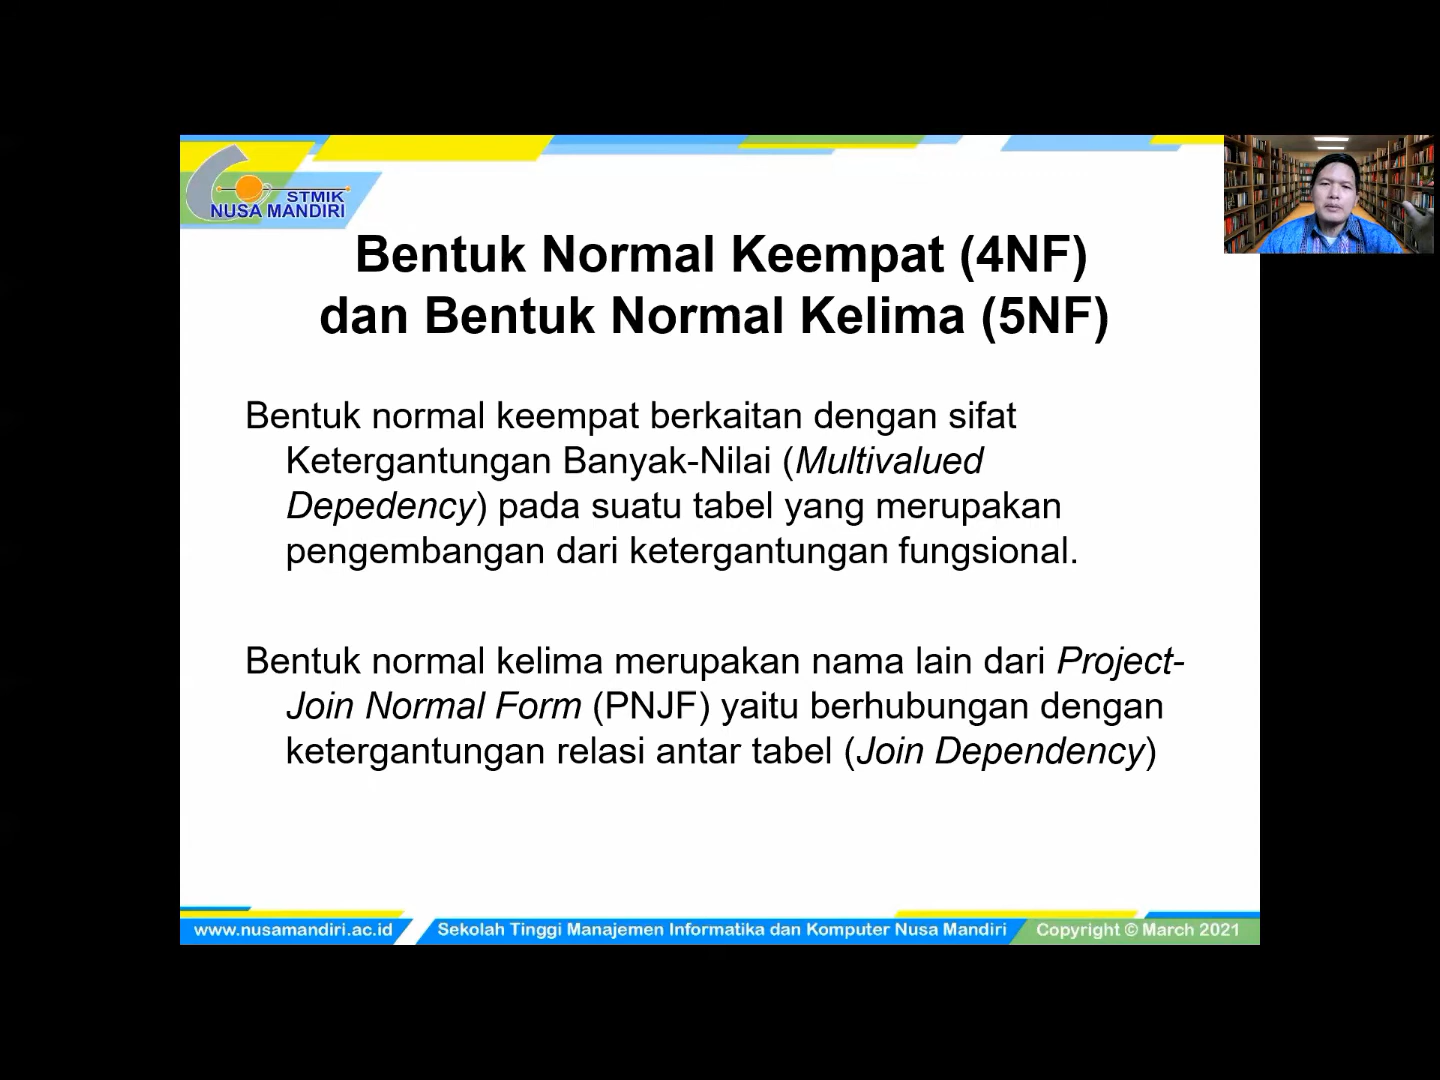 STMIK
NUSA MANDIRI
Bentuk Normal Keempat (4NF)
dan Bentuk Normal Kelima (5NF)
Bentuk normal keempat berkaitan dengan sifat
Ketergantungan Banyak-Nilai (Multivalued
Depedency) pada suatu tabel yang merupakan
pengembangan dari ketergantungan fungsional.
Bentuk normal kelima merupakan nama lain dari Project-
Join Normal Form (PNJF) yaitu berhubungan dengan
ketergantungan relasi antar tabel (Join Dependency)
www.nusamandiri.ac.id Sekolah Tinggi Manajemen Informatika dan Komputer Nusa Mandiri Copyright © March 2021